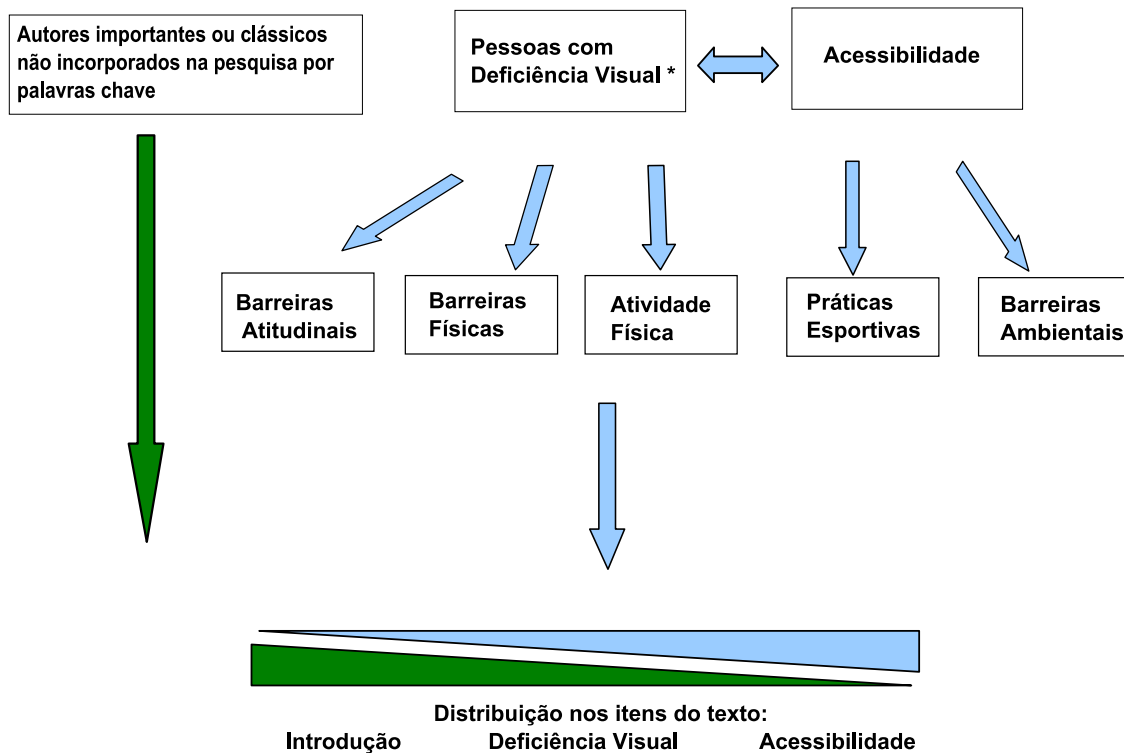 Autores importantes ou clássicos
não incorporados na pesquisa por
palavras chave
Pessoas com
Deficiência Visual *
Acessibilidade
Barreiras
Atitudinais
Barreiras
Físicas
Atividade
Física
Práticas
Esportivas
Barreiras
Ambientais
Distribuição nos itens do texto:
Introdução Deficiência Visual Acessibilidade